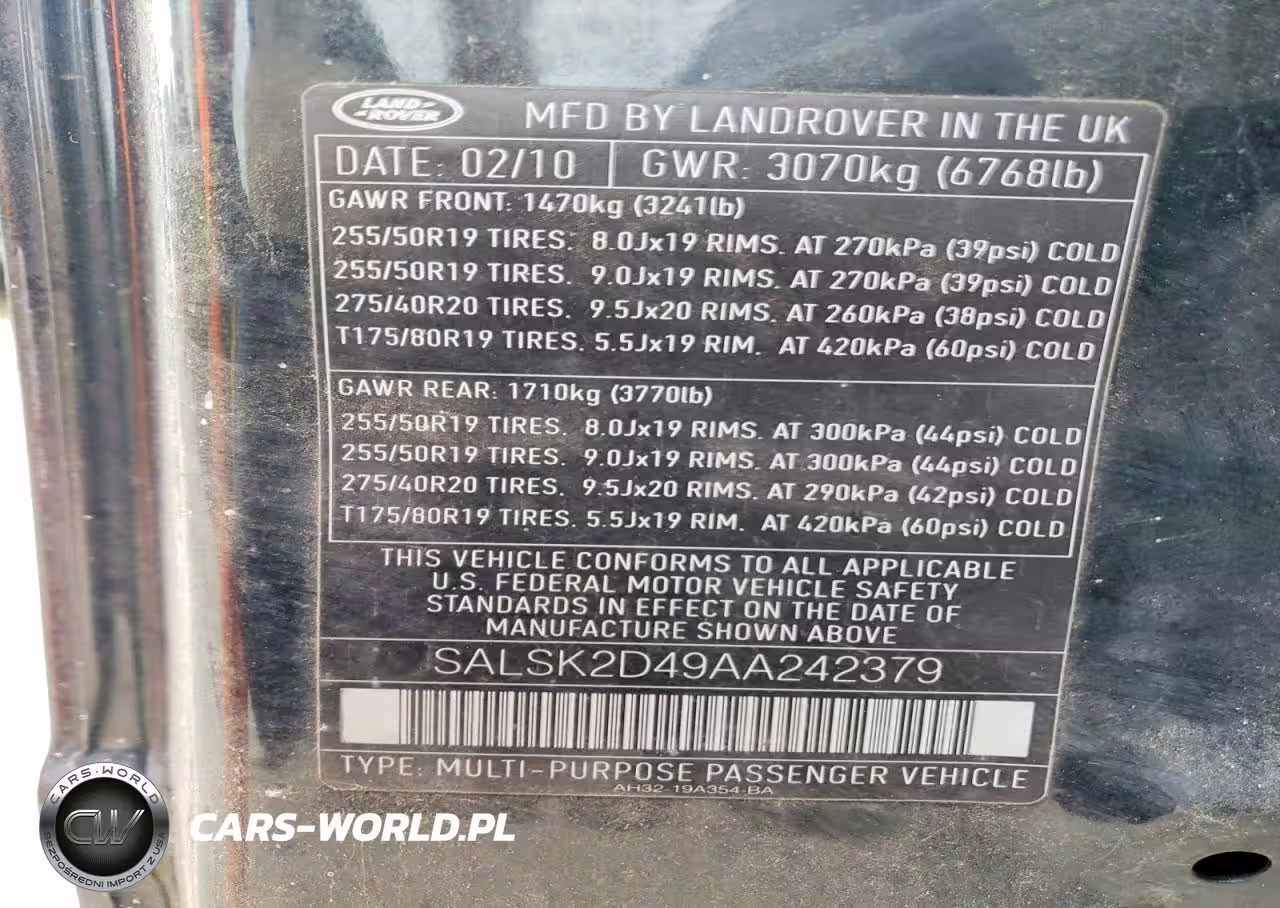 LAND ROVER
MFD BY LANDROVER IN THE UK
DATE: 02/10 GWR: 3070kg (6768lb)
GAWR FRONT: 1470kg (3241lb)
255/50R19 TIRES. 8.0Jx19 RIMS. AT 270kPa (39psi) COLD
255/50R19 TIRES. 9.0Jx19 RIMS. AT 270kPa (39psi) COLD
275/40R20 TIRES. 9.5Jx20 RIMS. AT 260kPa (38psi) COLD
T175/80R19 TIRES. 5.5Jx19 RIM. AT 420kPa (60psi) COLD
GAWR REAR: 1710kg (3770lb)
255/50R19 TIRES. 8.0Jx19 RIMS. AT 300kPa (44psi) COLD
255/50R19 TIRES. 9.0Jx19 RIMS. AT 300kPa (44psi) COLD
275/40R20 TIRES. 9.5Jx20 RIMS. AT 290kPa (42psi) COLD
T175/80R19 TIRES. 5.5Jx19 RIM. AT 420kPa (60psi) COLD
THIS VEHICLE CONFORMS TO ALL APPLICABLE
U.S. FEDERAL MOTOR VEHICLE SAFETY
STANDARDS IN EFFECT ON THE DATE OF
MANUFACTURE SHOWN ABOVE
SALSK2D49AA242379
TYPE: MULTI-PURPOSE PASSENGER VEHICLE
AH32-19A354-BA
CARS-WORLD
CW
BEZPOŚREDNI IMPORT Z USA
CARS-WORLD.PL